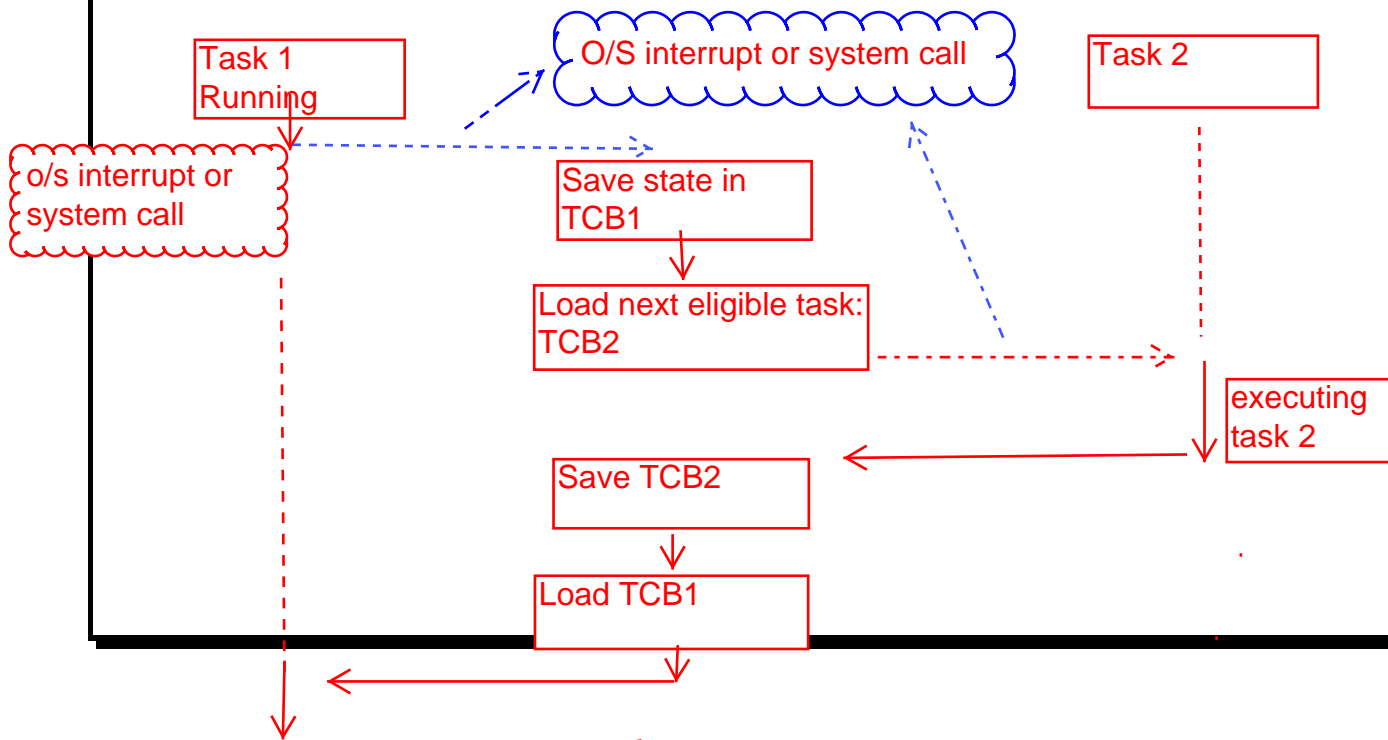 Task 1
Running
O/S interrupt or system call
Task 2
o/s interrupt or
system call
Save state in
TCB1
Load next eligible task:
TCB2
executing
task 2
Save TCB2
Load TCB1